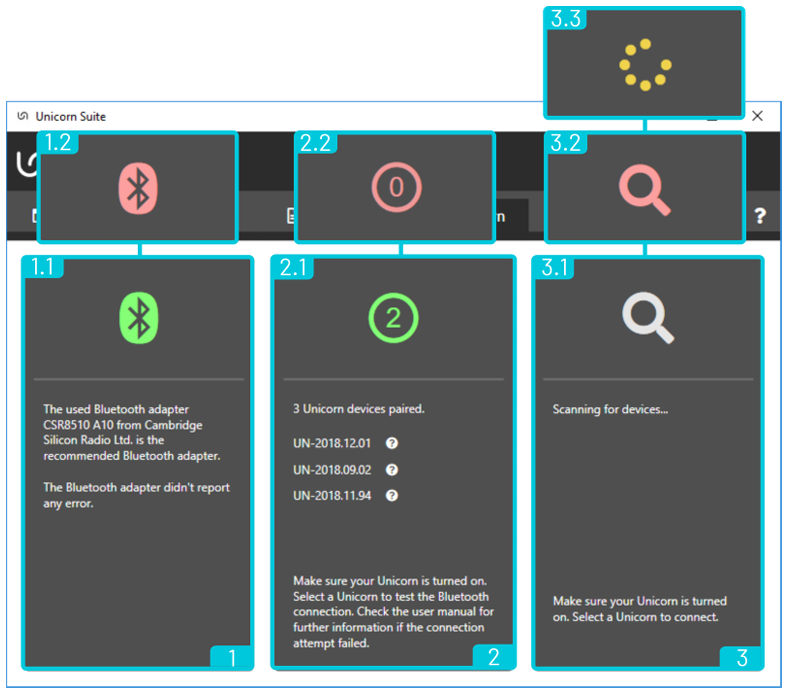 3.3
Unicorn Suite
1.2
2.2
0
3.2
rn
?
1.1
2.1
2
3.1
The used Bluetooth adapter
CSR8510 A10 from Cambridge
Silicon Radio Ltd. is the
recommended Bluetooth adapter.
The Bluetooth adapter didn't report
any error.
1
3 Unicorn devices paired.
UN-2018.12.01 ?
UN-2018.09.02 ?
UN-2018.11.94 ?
Make sure your Unicorn is turned on.
Select a Unicorn to test the Bluetooth
connection. Check the user manual for
further information if the connection
attempt failed.
2
Scanning for devices...
Make sure your Unicorn is turned
on. Select a Unicorn to connect.
3